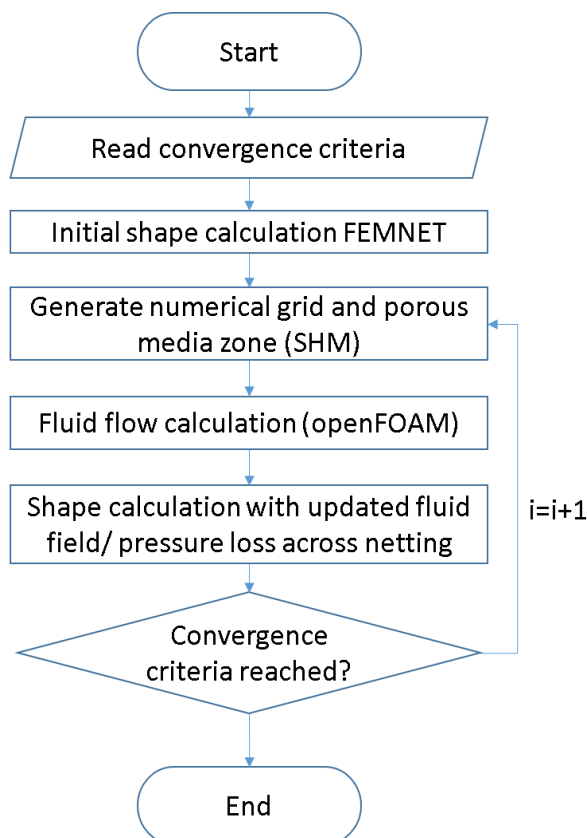 Start
Read convergence criteria
Initial shape calculation FEMNET
Generate numerical grid and porous
media zone (SHM)
Fluid flow calculation (openFOAM)
Shape calculation with updated fluid
field/ pressure loss across netting
i=i+1
Convergence
criteria reached?
End